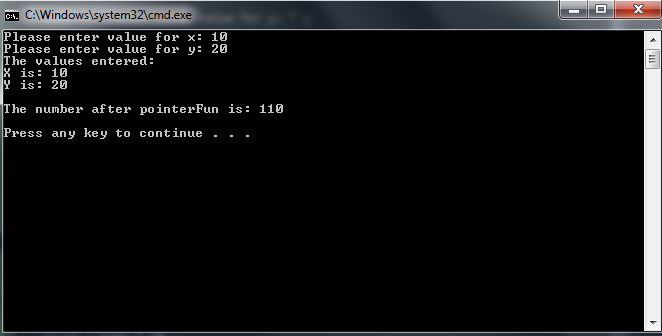 C:\Windows\system32\cmd.exe
Please enter value for x: 10
Please enter value for y: 20
The values entered:
X is: 10
Y is: 20
The number after pointerFun is: 110
Press any key to continue . . .